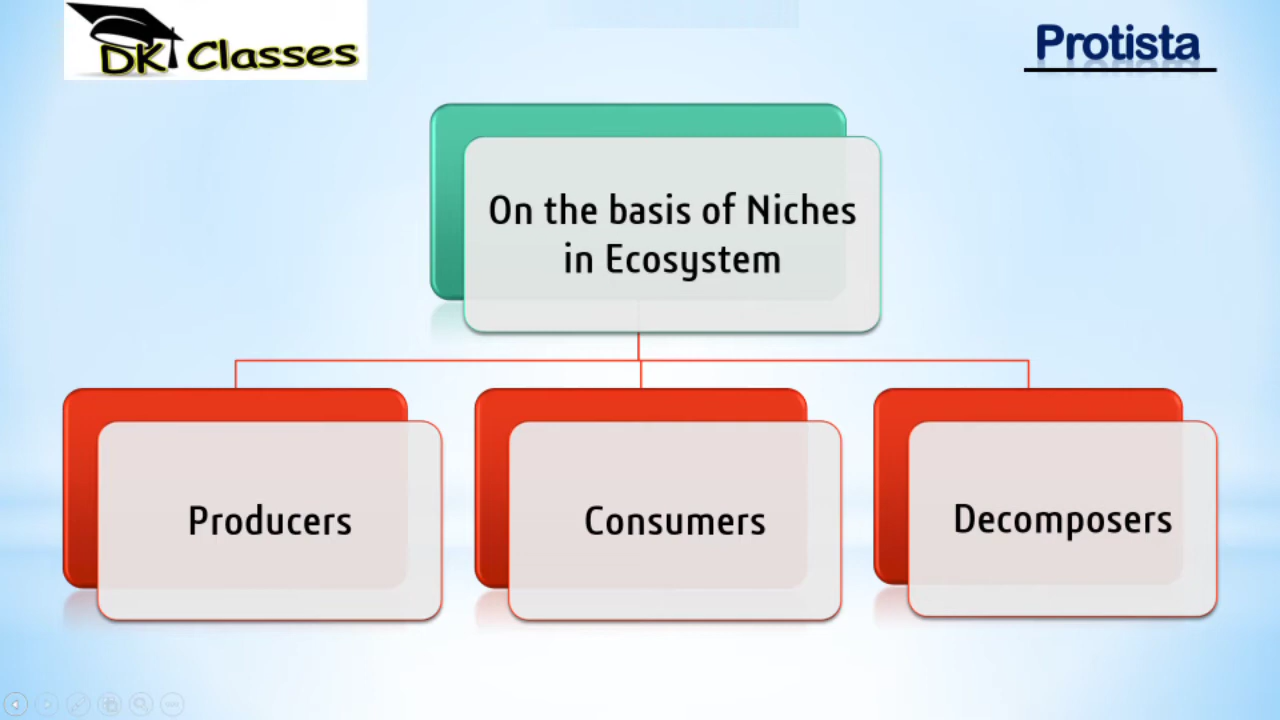 DK Classes
Protista
On the basis of Niches
in Ecosystem
Producers
Consumers
Decomposers